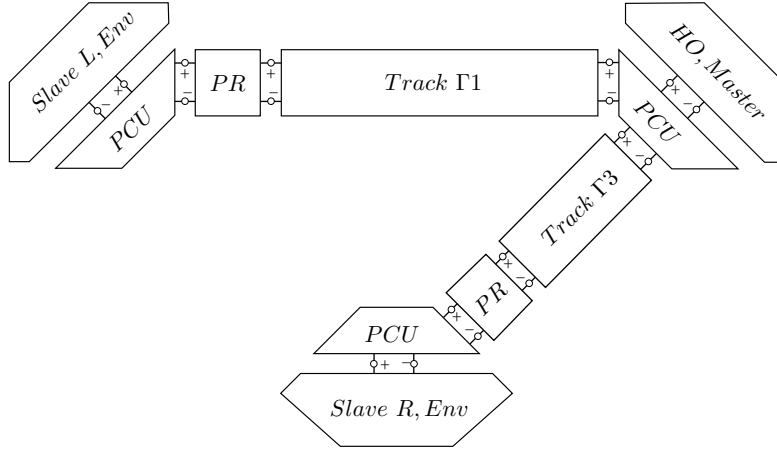 Slave L, Env
PCU
+
−
PR
+
−
Track Γ1
+
−
HO, Master
PCU
+
−
+
−
+
−
Track Γ3
+
−
PR
+
−
PCU
+
−
Slave R, Env